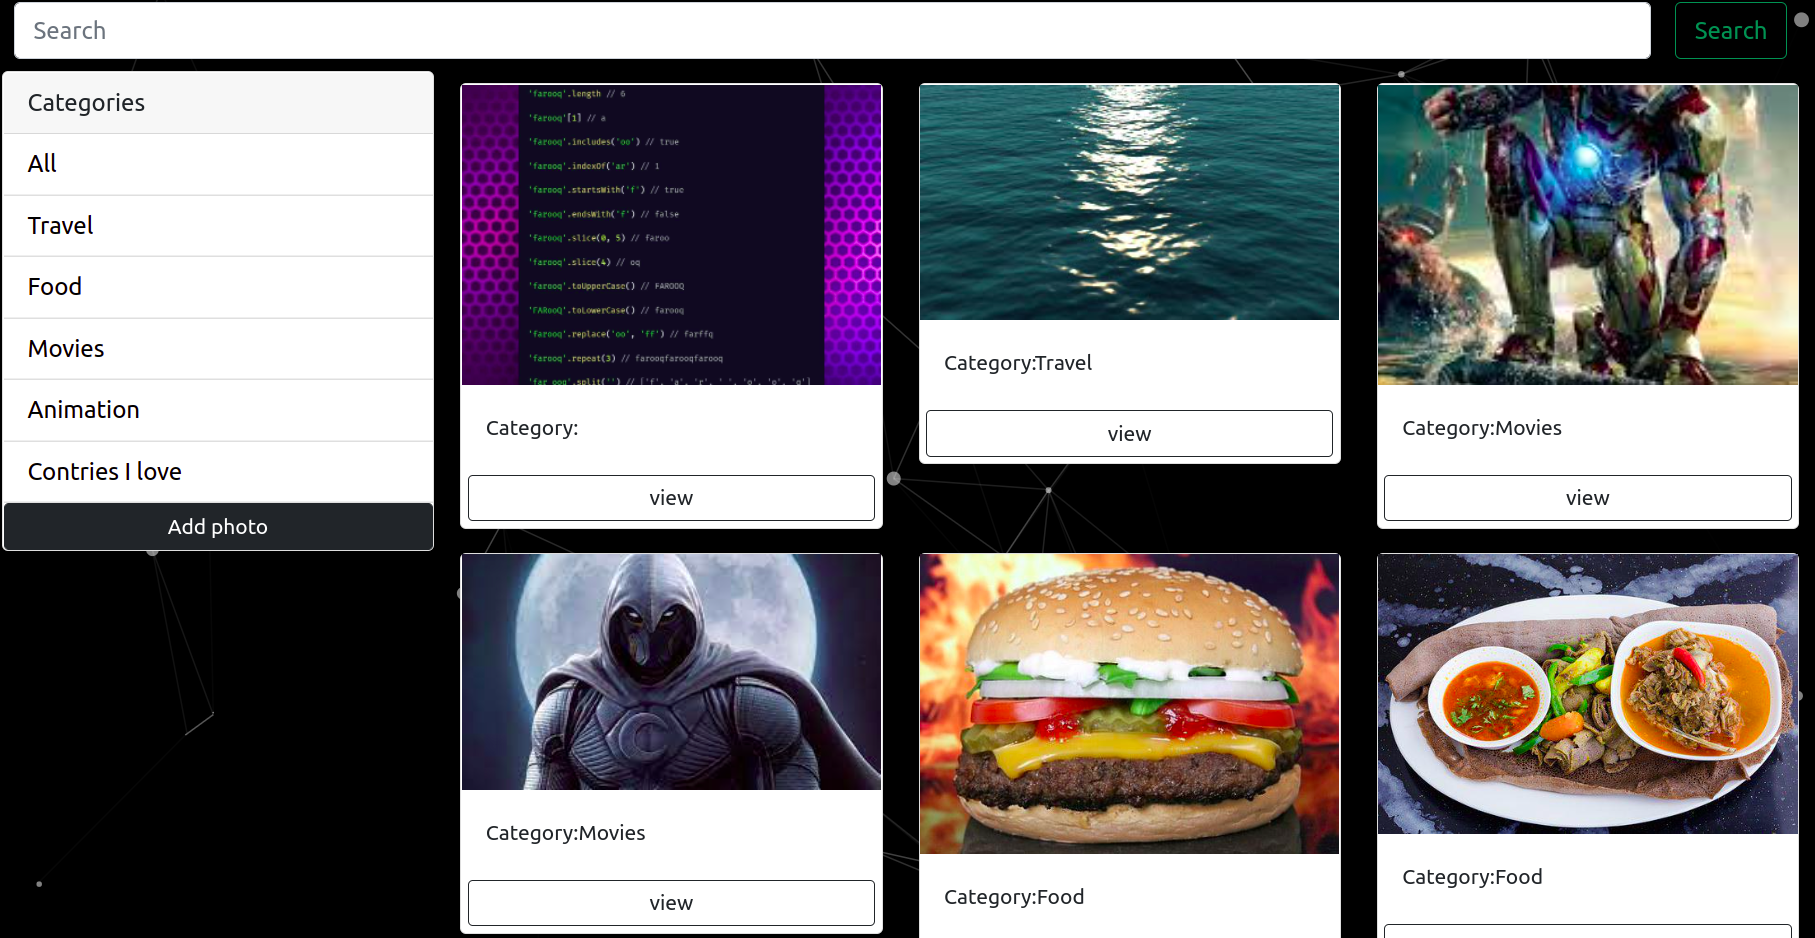 Search
Search
Categories
All
Travel
Food
Movies
Animation
Contries I love
Add photo
'farooq'.length // 6
'farooq'[1] // a
'farooq'.includes('oo') // true
'farooq'.indexOf('ar') // 1
'farooq'.startsWith('f') // true
'farooq'.endsWith('f') // false
'farooq'.slice(0, 5) // faroo
'farooq'.slice(4) // oq
'farooq'.toUpperCase() // FAROOQ
'FARooQ'.toLowerCase() // farooq
'farooq'.replace('oo', 'ff') // farffq
'farooq'.repeat(3) // farooqfarooqfarooq
'far ooq'.split('') // ['f', 'a', 'r', ' ', 'o', 'o', 'q']
Category:
view
Category:Travel
view
Category:Movies
view
Category:Movies
view
Category:Food
Category:Food